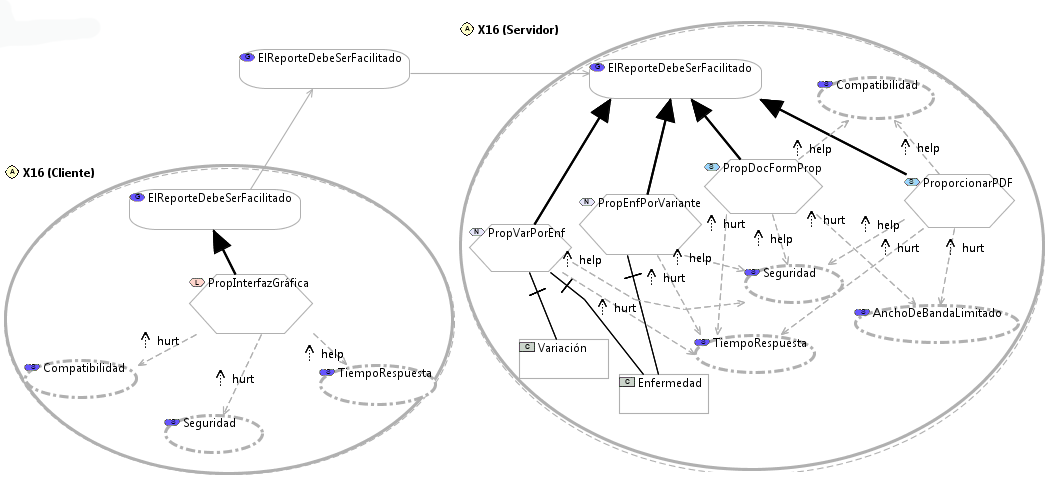 A X16 (Servidor)
G ElReporteDebeSerFacilitado
G ElReporteDebeSerFacilitado
S Compatibilidad
help
help
A X16 (Cliente)
S PropDocFormProp
S ProporcionarPDF
G ElReporteDebeSerFacilitado
N PropEnfPorVariante
hurt
hurt
help
N PropVarPorEnf
help
hurt
hurt
help
help
S Seguridad
hurt
L PropInterfazGráfica
hurt
S AnchoDeBandaLimitado
hurt
S TiempoRespuesta
C Variación
help
S Compatibilidad
S TiempoRespuesta
hurt
C Enfermedad
S Seguridad